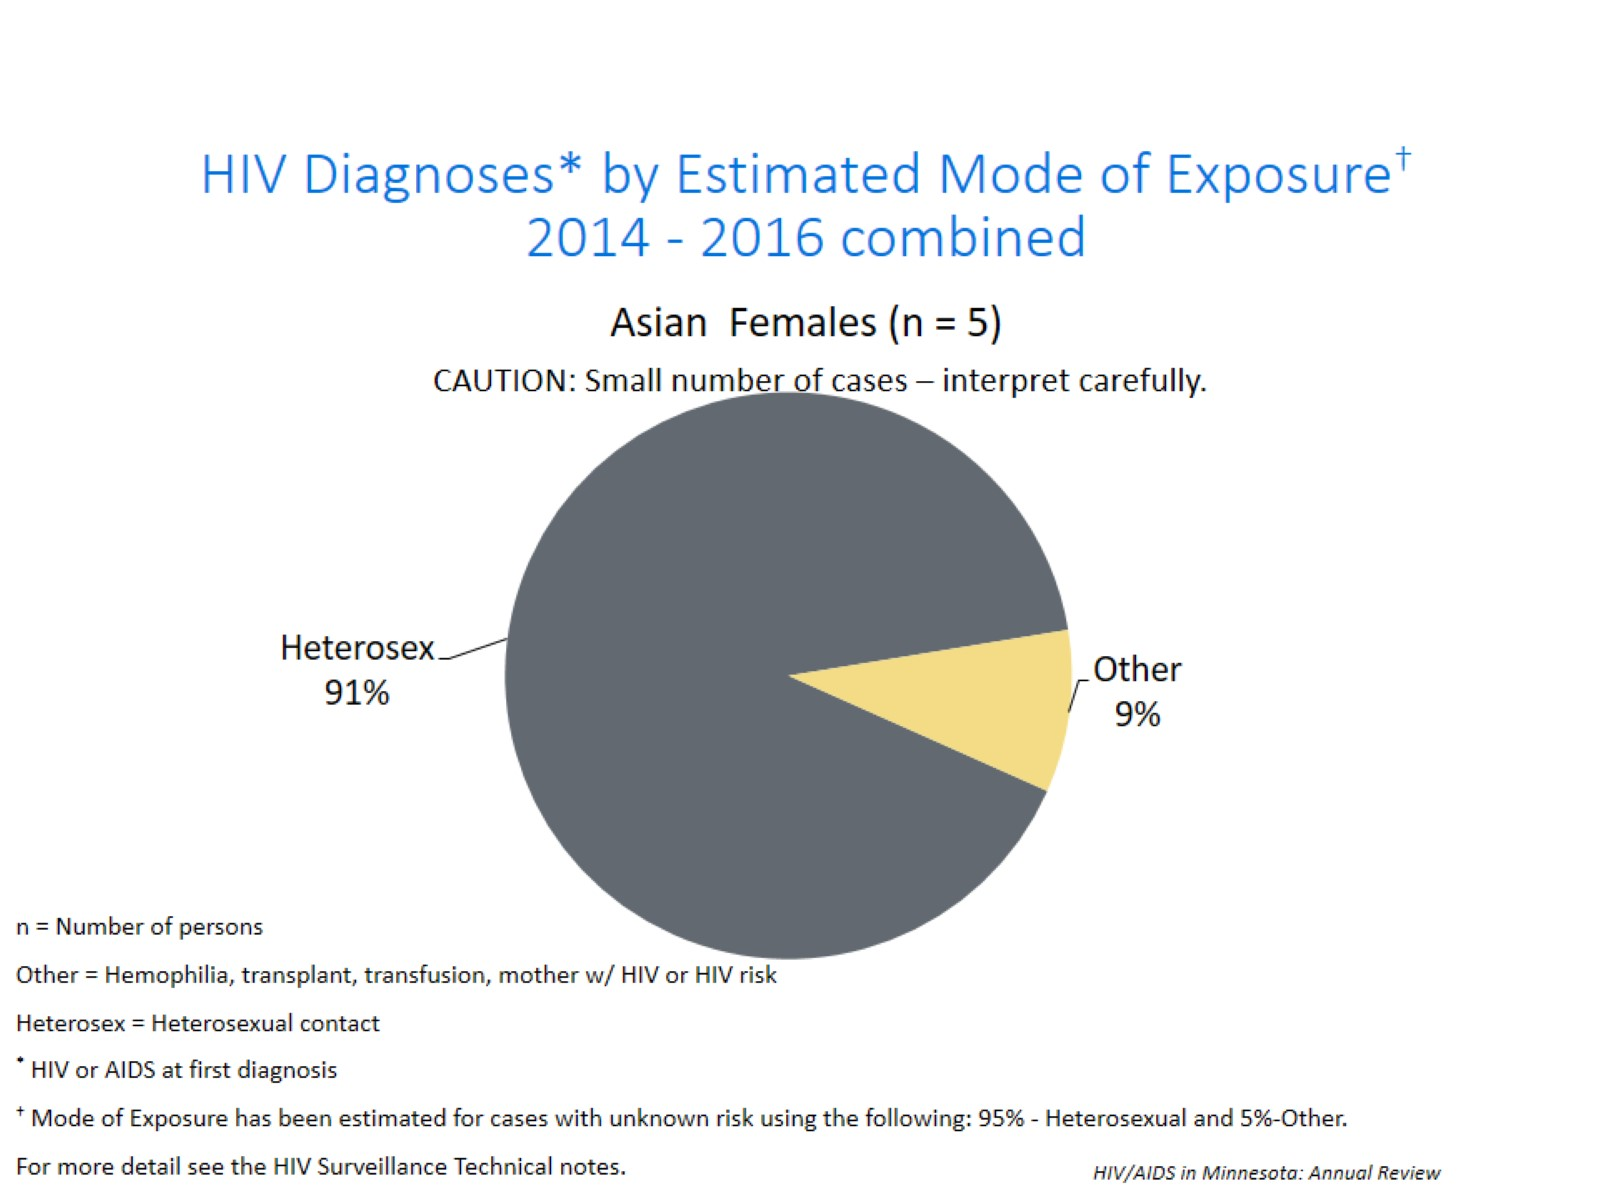 HIV Diagnoses* by Estimated Mode of Exposure†
2014 - 2016 combined
Asian Females (n = 5)
CAUTION: Small number of cases – interpret carefully.
Heterosex
91%
Other
9%
n = Number of persons
Other = Hemophilia, transplant, transfusion, mother w/ HIV or HIV risk
Heterosex = Heterosexual contact
* HIV or AIDS at first diagnosis
† Mode of Exposure has been estimated for cases with unknown risk using the following: 95% - Heterosexual and 5%-Other.
For more detail see the HIV Surveillance Technical notes.
HIV/AIDS in Minnesota: Annual Review